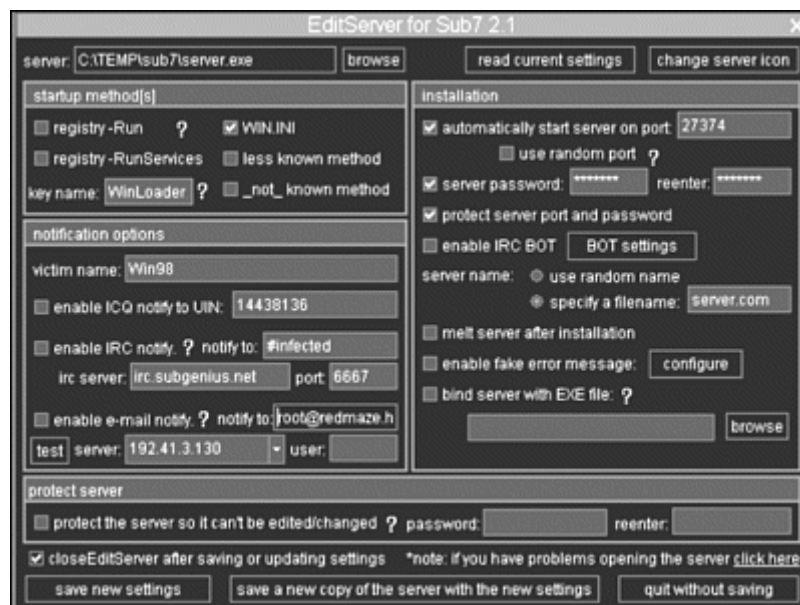 EditServer for Sub7 2.1 X
server: C:\TEMP\sub7\server.exe browse read current settings change server icon
startup method[s]
registry-Run ? WIN.INI
registry-RunServices less known method
key name: WinLoader ? _not_ known method
notification options
victim name: Win98
enable ICQ notify to UIN: 14438136
enable IRC notify. ? notify to: #infected
irc server: irc.subgenius.net port: 6667
enable e-mail notify. ? notify to: root@redmaze.h
test server: 192.41.3.130 user:
installation
automatically start server on port: 27374
use random port ?
server password: ******* reenter: *******
protect server port and password
enable IRC BOT BOT settings
server name: use random name
specify a filename: server.com
melt server after installation
enable fake error message: configure
bind server with EXE file: ?
browse
protect server
protect the server so it can't be edited/changed ? password: reenter:
closeEditServer after saving or updating settings *note: if you have problems opening the server click here
save new settings save a new copy of the server with the new settings quit without saving